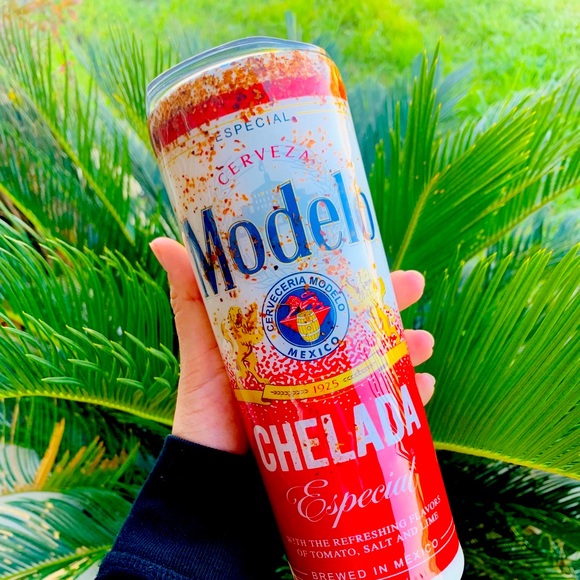 ESPECIAL
CERVEZA
Modelo
CERVECERIA MODELO
MEXICO
1925
CHELADA
Especial
WITH THE REFRESHING FLAVORS
OF TOMATO, SALT AND LIME
BREWED IN MEXICO